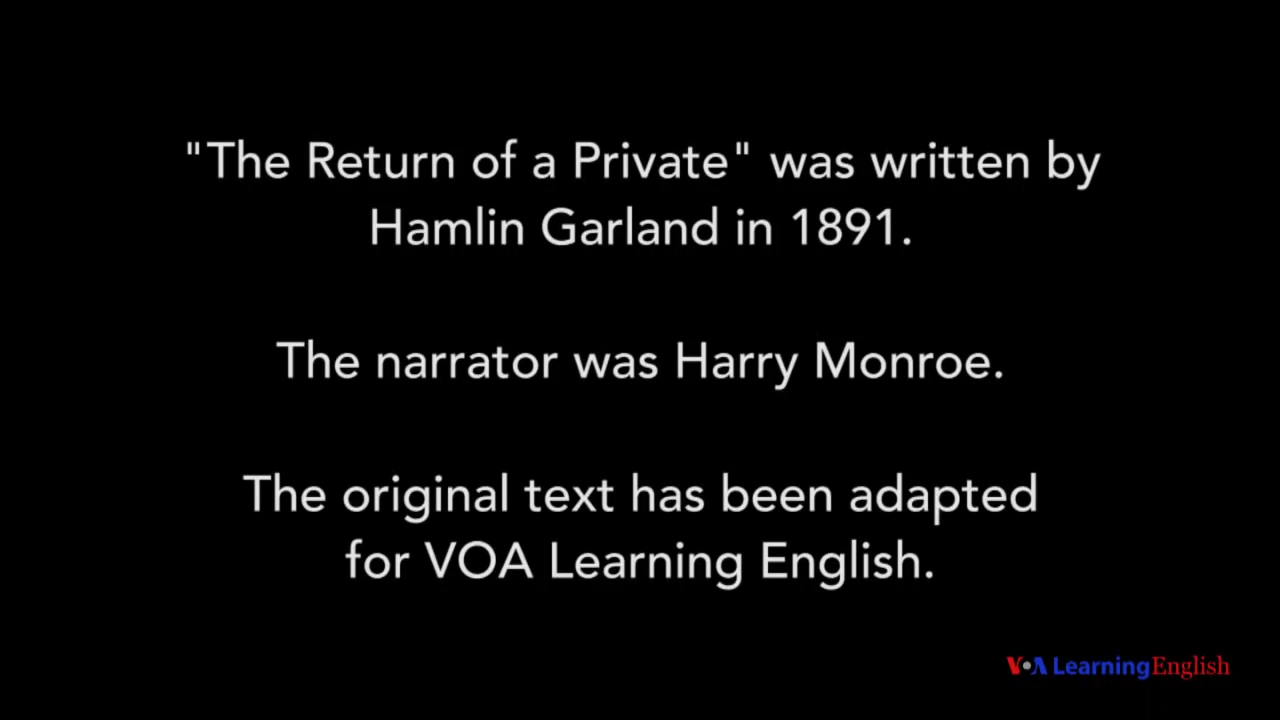 "The Return of a Private" was written by
Hamlin Garland in 1891.
The narrator was Harry Monroe.
The original text has been adapted
for VOA Learning English.
VOA LearningEnglish